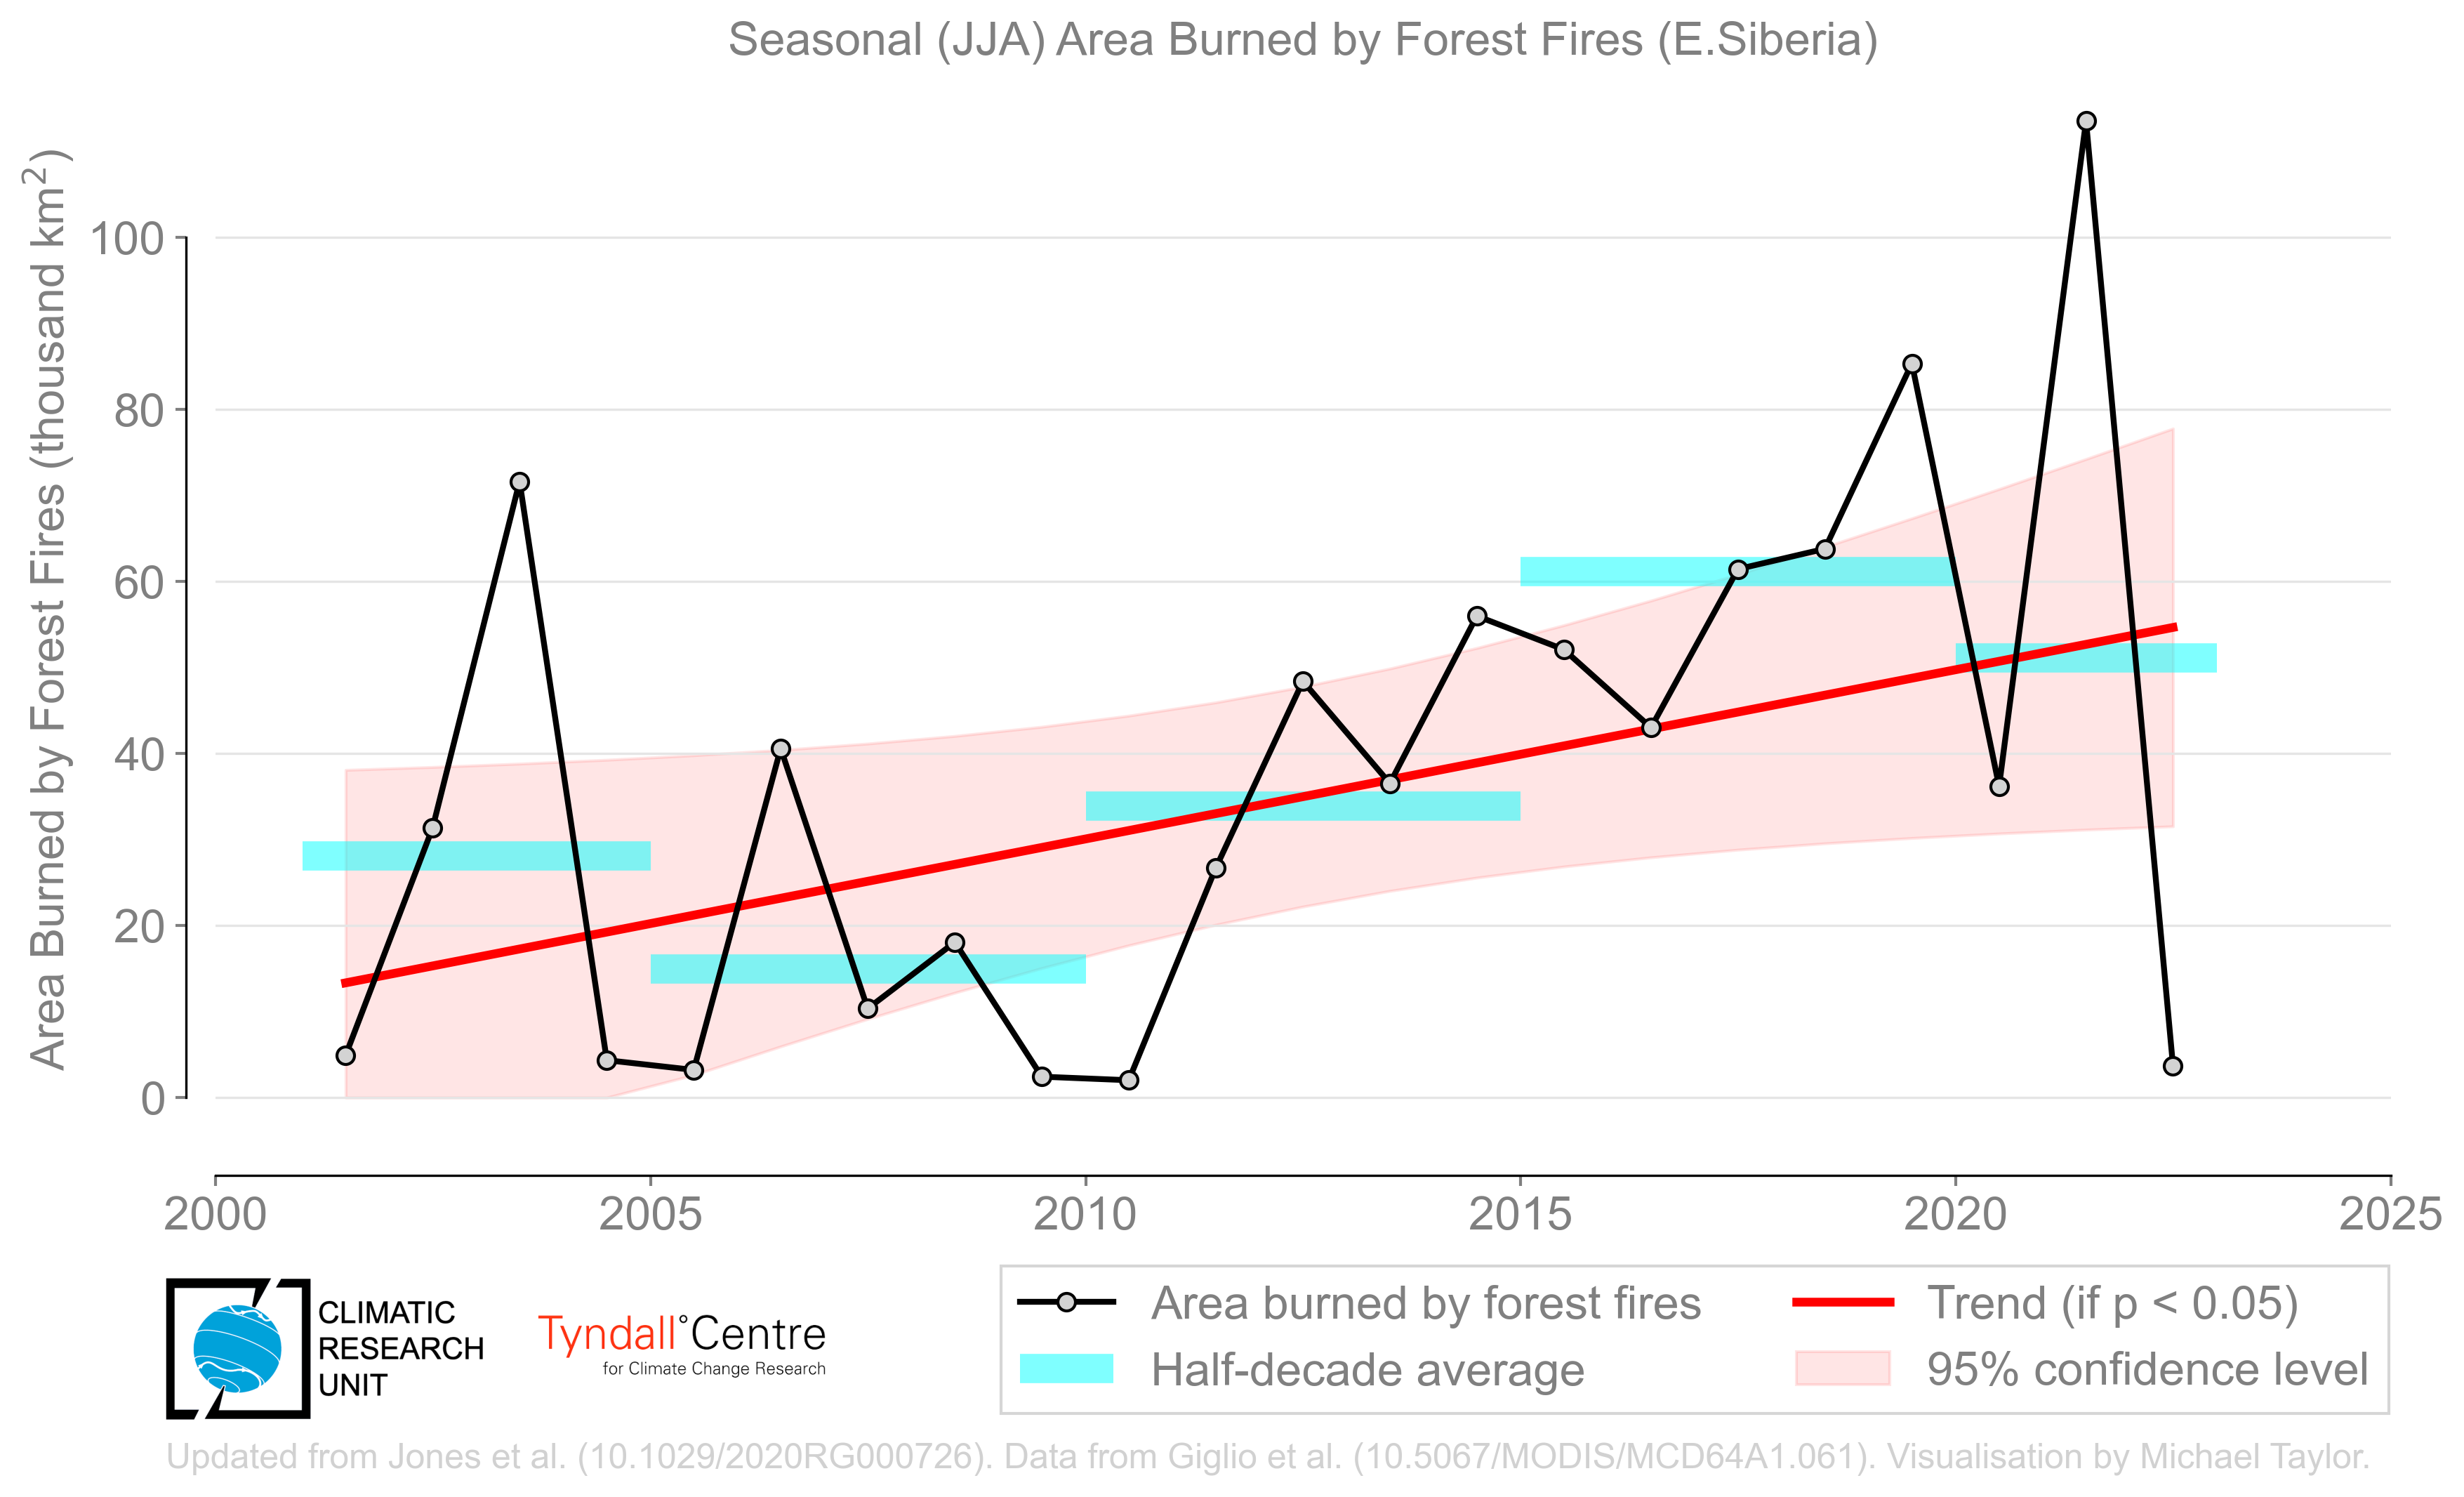 Seasonal (JJA) Area Burned by Forest Fires (E.Siberia)
Area Burned by Forest Fires (thousand km²)
100
80
60
40
20
0
2000 2005 2010 2015 2020 2025
CLIMATIC
RESEARCH
UNIT
Tyndall°Centre
for Climate Change Research
Area burned by forest fires
Half-decade average
Trend (if p < 0.05)
95% confidence level
Updated from Jones et al. (10.1029/2020RG000726). Data from Giglio et al. (10.5067/MODIS/MCD64A1.061). Visualisation by Michael Taylor.